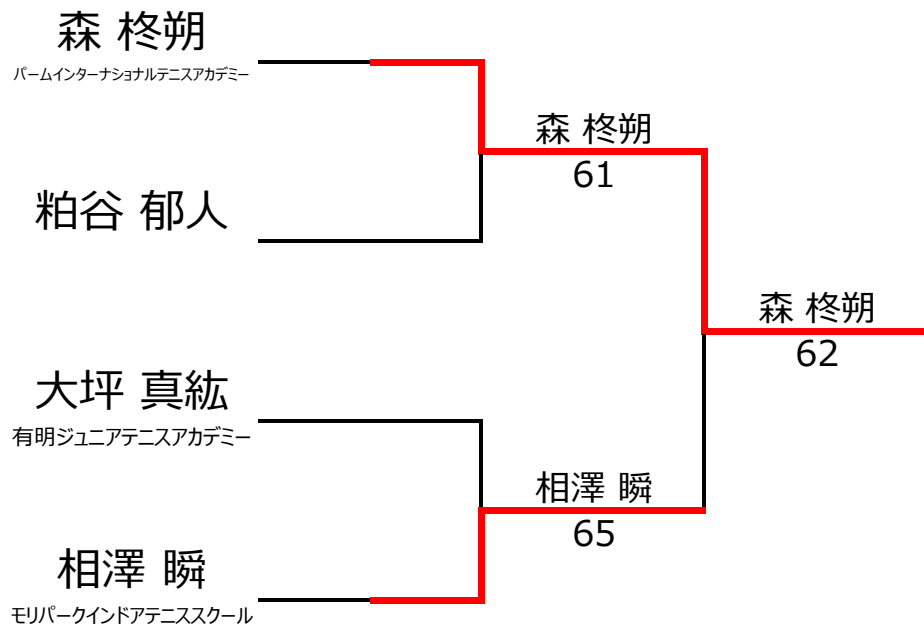 森 柊朔
パームインターナショナルテニスアカデミー
森 柊朔
61
粕谷 郁人
森 柊朔
62
大坪 真紘
有明ジュニアテニスアカデミー
相澤 瞬
65
相澤 瞬
モリパークインドアテニススクール